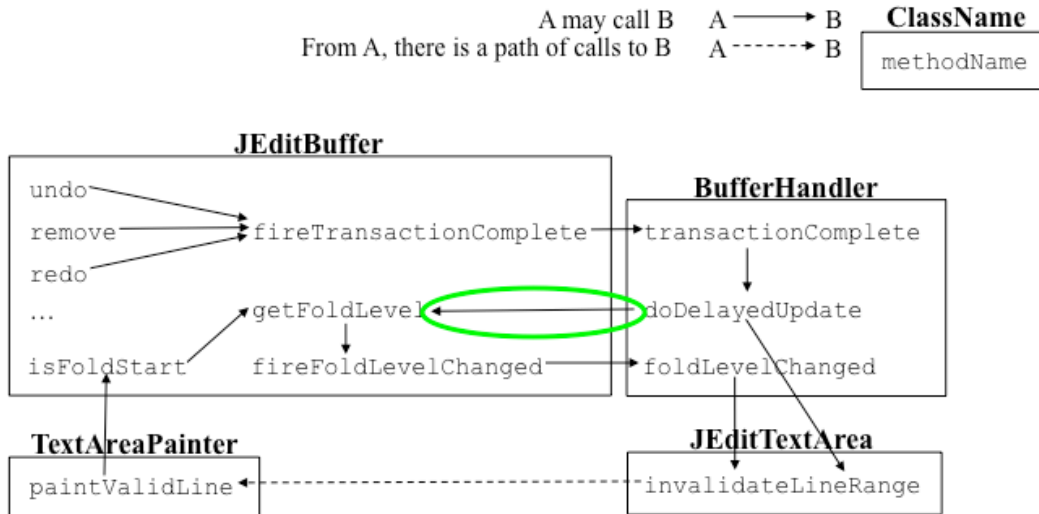 A may call B A B
From A, there is a path of calls to B A B
ClassName
methodName
JEditBuffer
undo
remove fireTransactionComplete
redo
... getFoldLevel
isFoldStart fireFoldLevelChanged
BufferHandler
transactionComplete
doDelayedUpdate
foldLevelChanged
TextAreaPainter
paintValidLine
JEditTextArea
invalidateLineRange